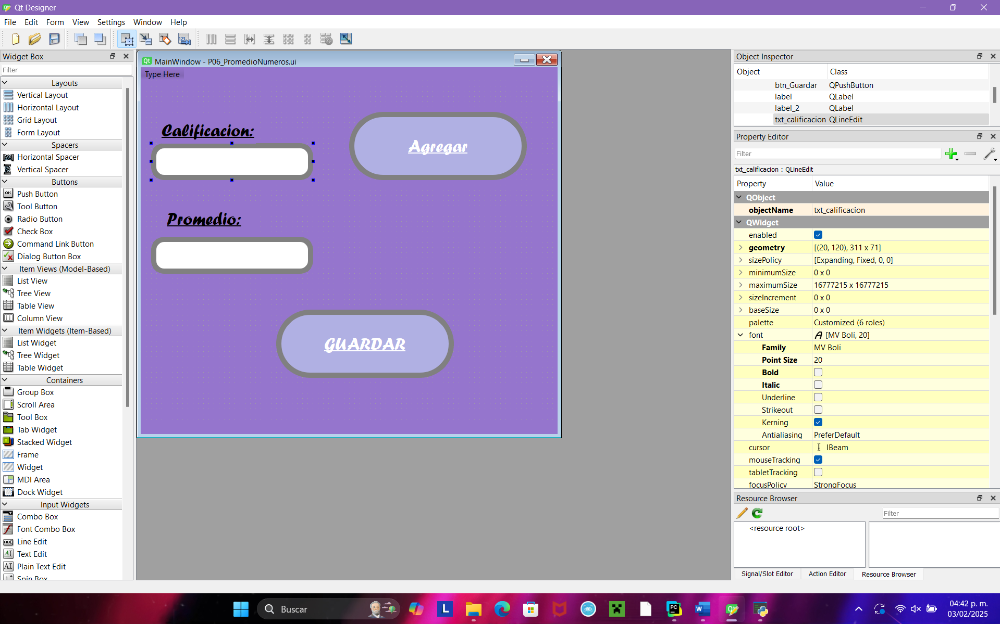 Qt Designer
File Edit Form View Settings Window Help
Widget Box
Filter
Layouts
Vertical Layout
Horizontal Layout
Grid Layout
Form Layout
Spacers
Horizontal Spacer
Vertical Spacer
Buttons
Push Button
Tool Button
Radio Button
Check Box
Command Link Button
Dialog Button Box
Item Views (Model-Based)
List View
Tree View
Table View
Column View
Item Widgets (Item-Based)
List Widget
Tree Widget
Table Widget
Containers
Group Box
Scroll Area
Tool Box
Tab Widget
Stacked Widget
Frame
Widget
MDI Area
Dock Widget
Input Widgets
Combo Box
Font Combo Box
Line Edit
Text Edit
Plain Text Edit
Spin Box
MainWindow - P06_PromedioNumeros.ui
Type Here
Calificacion:
Agregar
Promedio:
GUARDAR
Object Inspector
Object Class
btn_Guardar QPushButton
label QLabel
label_2 QLabel
txt_calificacion QLineEdit
Property Editor
Filter
txt_calificacion : QLineEdit
Property Value
QObject
objectName txt_calificacion
QWidget
enabled
geometry [(20, 120), 311 x 71]
sizePolicy [Expanding, Fixed, 0, 0]
minimumSize 0 x 0
maximumSize 16777215 x 16777215
sizeIncrement 0 x 0
baseSize 0 x 0
palette Customized (6 roles)
font A [MV Boli, 20]
Family MV Boli
Point Size 20
Bold
Italic
Underline
Strikeout
Kerning
Antialiasing PreferDefault
cursor IBeam
mouseTracking
tabletTracking
focusPolicy StrongFocus
Resource Browser
Filter
<resource root>
Signal/Slot Editor Action Editor Resource Browser
Buscar
04:42 p. m.
03/02/2025